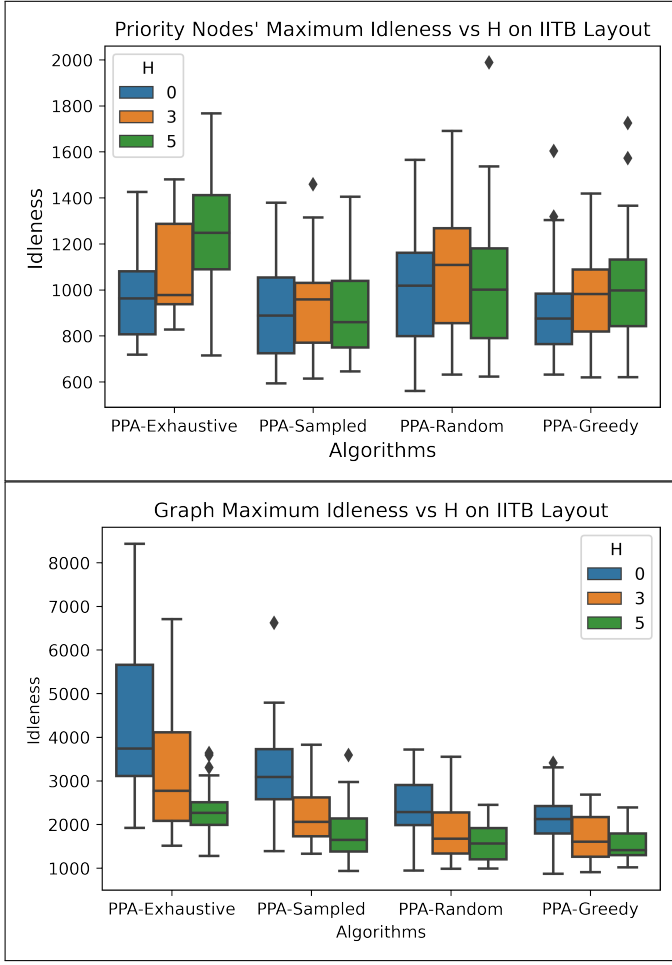 Priority Nodes' Maximum Idleness vs H on IITB Layout
2000
1800
1600
1400
1200
1000
800
600
Idleness
H
0
3
5
PPA-Exhaustive PPA-Sampled PPA-Random PPA-Greedy
Algorithms
Graph Maximum Idleness vs H on IITB Layout
8000
7000
6000
5000
4000
3000
2000
1000
Idleness
H
0
3
5
PPA-Exhaustive PPA-Sampled PPA-Random PPA-Greedy
Algorithms